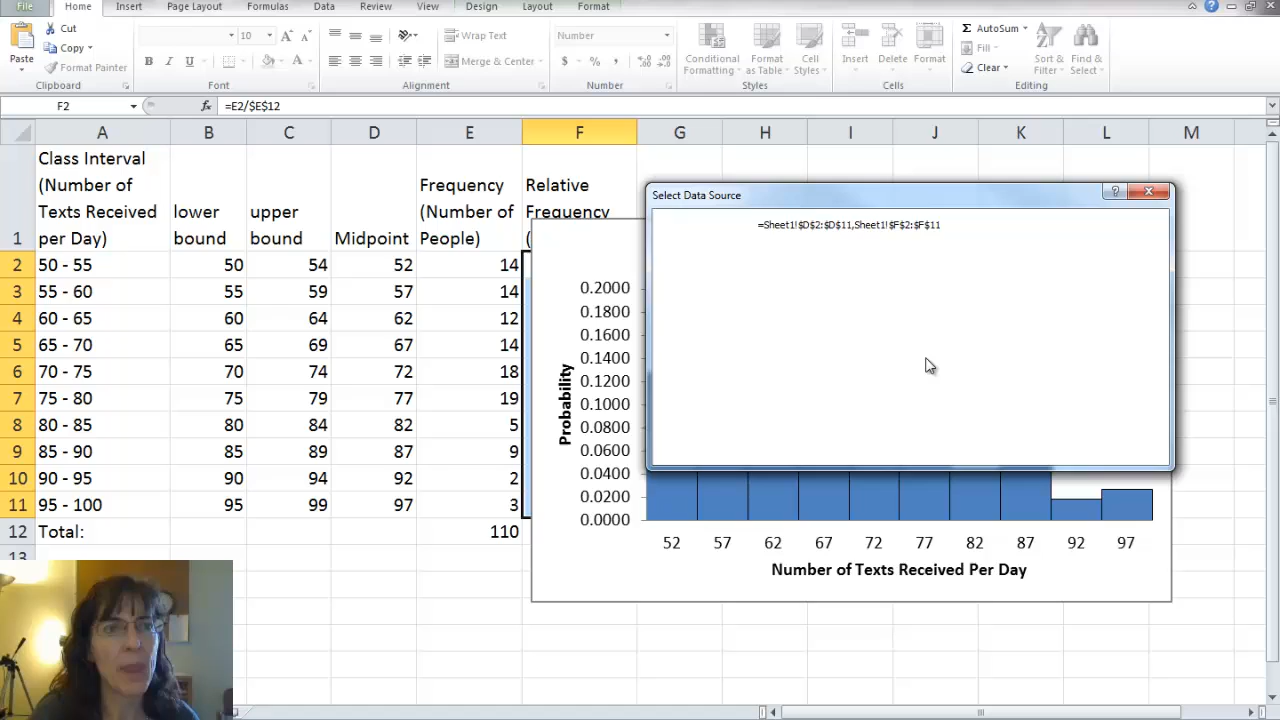 File Home Insert Page Layout Formulas Data Review View Design Layout Format
Cut
Copy
Format Painter
Paste
10
Wrap Text
Merge & Center
Number
Conditional Formatting
Format as Table
Cell Styles
Insert Delete Format
AutoSum
Fill
Clear
Sort & Filter
Find & Select
Clipboard Font Alignment Number Styles Cells Editing
F2 fx =E2/$E$12
A B C D E F G H I J K L M
1 Class Interval (Number of Texts Received per Day) lower bound upper bound Midpoint Frequency (Number of People) Relative Frequency (
2 50 - 55 50 54 52 14
3 55 - 60 55 59 57 14
4 60 - 65 60 64 62 12
5 65 - 70 65 69 67 14
6 70 - 75 70 74 72 18
7 75 - 80 75 79 77 19
8 80 - 85 80 84 82 5
9 85 - 90 85 89 87 9
10 90 - 95 90 94 92 2
11 95 - 100 95 99 97 3
12 Total: 110
13
Select Data Source
=Sheet1!$D$2:$D$11,Sheet1!$F$2:$F$11
Probability
0.2000
0.1800
0.1600
0.1400
0.1200
0.1000
0.0800
0.0600
0.0400
0.0200
0.0000
52 57 62 67 72 77 82 87 92 97
Number of Texts Received Per Day